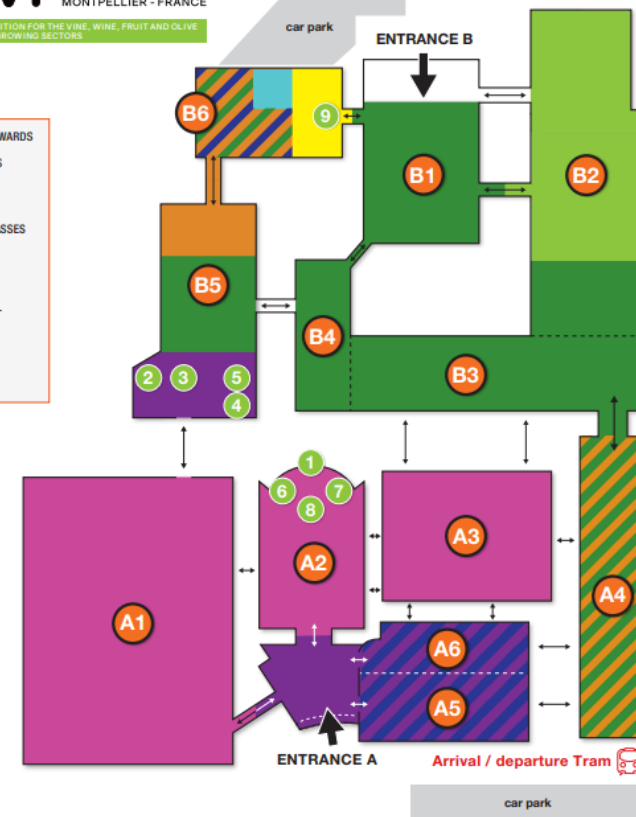 MONTPELLIER - FRANCE
ITION FOR THE VINE, WINE, FRUIT AND OLIVE
ROWING SECTORS
car park
ENTRANCE B
B6
9
B1
B2
WARDS
S
SSES
B5
B4
B3
2
3
5
4
1
6
7
8
A2
A3
A1
A4
A6
A5
ENTRANCE A
Arrival / departure Tram
car park